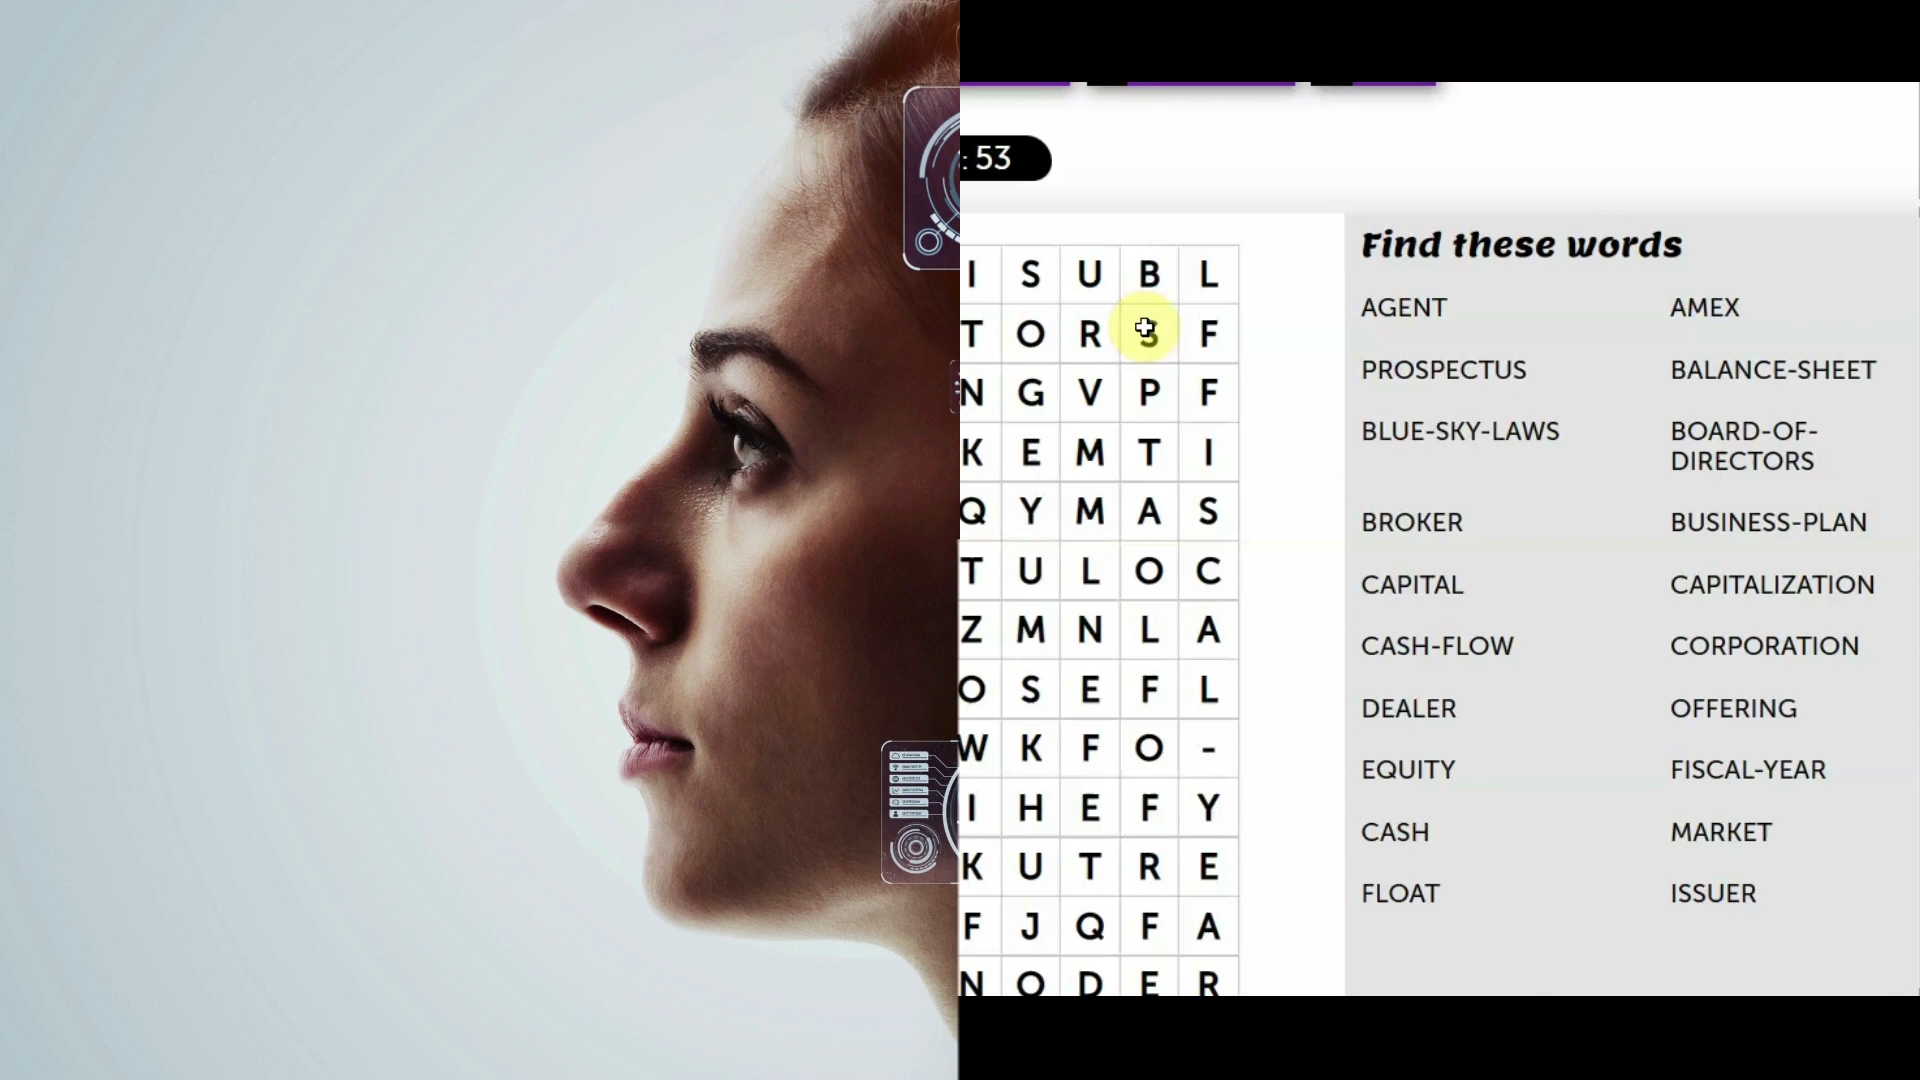 : 53
I S U B L
T O R S F
N G V P F
K E M T I
Q Y M A S
T U L O C
Z M N L A
O S E F L
W K F O -
I H E F Y
K U T R E
F J Q F A
N O D E R
Find these words
AGENT AMEX
PROSPECTUS BALANCE-SHEET
BLUE-SKY-LAWS BOARD-OF-
DIRECTORS
BROKER BUSINESS-PLAN
CAPITAL CAPITALIZATION
CASH-FLOW CORPORATION
DEALER OFFERING
EQUITY FISCAL-YEAR
CASH MARKET
FLOAT ISSUER